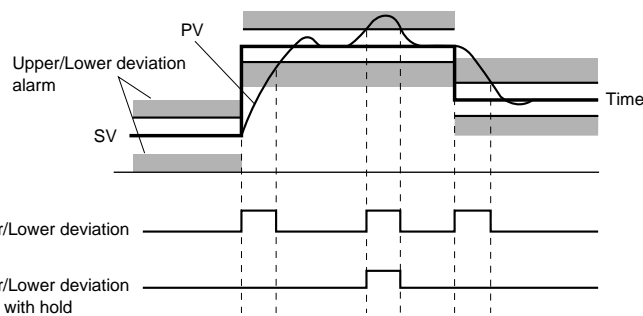 PV
Upper/Lower deviation
alarm
Time
SV
r/Lower deviation
r/Lower deviation
with hold